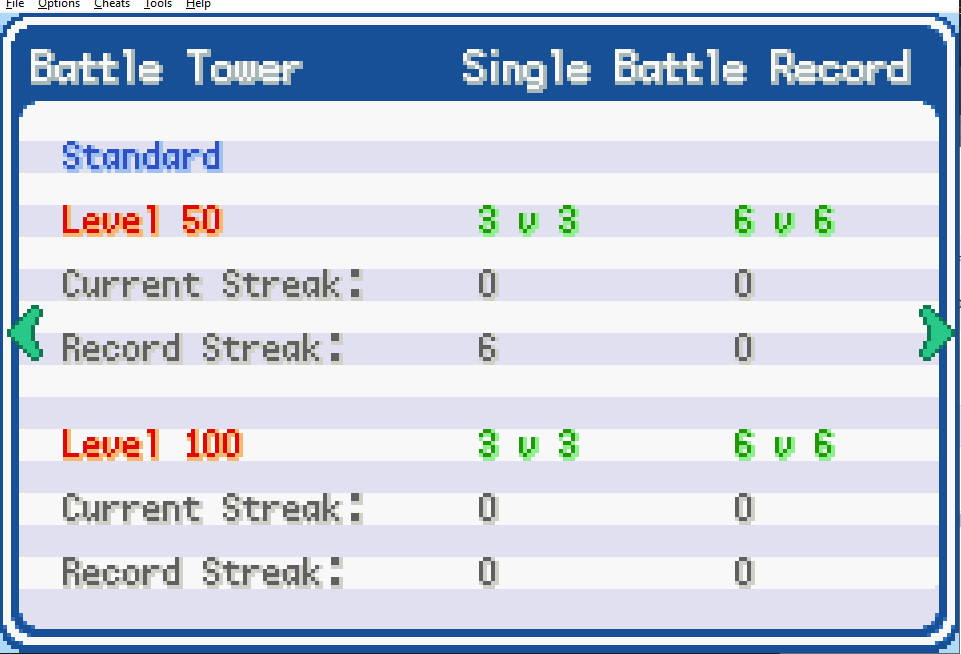 File Options Cheats Tools Help
Battle Tower Single Battle Record
Standard
Level 50 3 v 3 6 v 6
Current Streak: 0 0
Record Streak: 6 0
Level 100 3 v 3 6 v 6
Current Streak: 0 0
Record Streak: 0 0